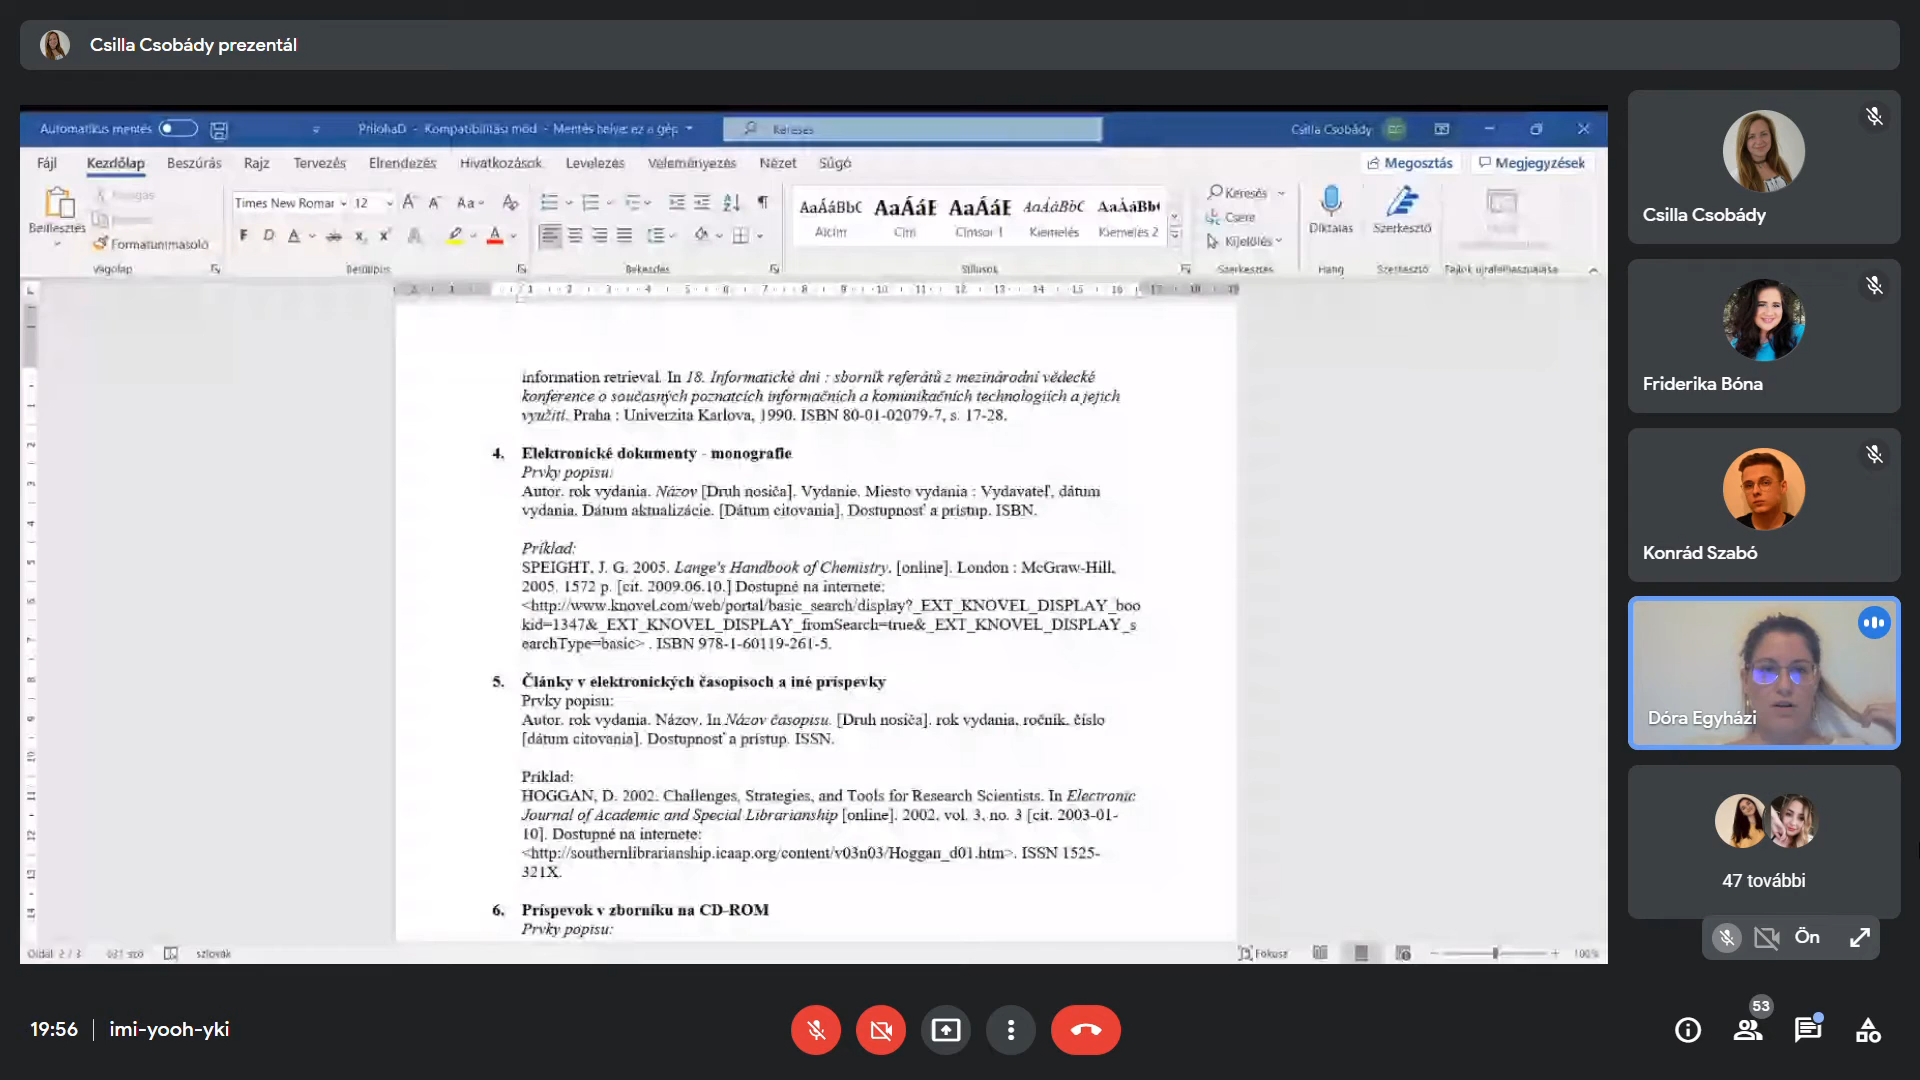 Csilla Csobády prezentál
Automatikus mentés
PrilohaD - Kompatibilitási mód - Mentés helye: ez a gép
Keresés
Csilla Csobády
Fájl Kezdőlap Beszúrás Rajz Tervezés Elrendezés Hivatkozások Levelezés Véleményezés Nézet Súgó
Megosztás Megjegyzések
Beillesztés
Kivágás
Formátummásoló
Vágólap
Times New Roman 12
Betűtípus
Bekezdés
AaÁáBbC AaÁáB AaÁáB AaÁáBbC AaÁáBb
Alcím Cím Címsor 1 Kiemelés Kiemelés 2
Stílusok
Keresés
Csere
Kijelölés
Szerkesztés
Diktálás
Hang
Szerkesztő
Szerkesztő
Fájlok újrafelhasználása
information retrieval. In 18. Informatické dni : sborník referátů z mezinárodní vědecké
konference o současných poznatcích informačních a komunikačních technologiích a jejich
využití. Praha : Univerzita Karlova, 1990. ISBN 80-01-02079-7, s. 17-28.
4. Elektronické dokumenty - monografie
Prvky popisu:
Autor. rok vydania. Názov [Druh nosiča]. Vydanie. Miesto vydania : Vydavateľ, dátum
vydania. Dátum aktualizácie. [Dátum citovania]. Dostupnosť a prístup. ISBN.
Príklad:
SPEIGHT, J. G. 2005. Lange's Handbook of Chemistry. [online]. London : McGraw-Hill,
2005. 1572 p. [cit. 2009.06.10.] Dostupné na internete:
<http://www.knovel.com/web/portal/basic_search/display?_EXT_KNOVEL_DISPLAY_boo
kid=1347&_EXT_KNOVEL_DISPLAY_fromSearch=true&_EXT_KNOVEL_DISPLAY_s
earchType=basic> . ISBN 978-1-60119-261-5.
5. Články v elektronických časopisoch a iné príspevky
Prvky popisu:
Autor. rok vydania. Názov. In Názov časopisu. [Druh nosiča]. rok vydania, ročník, číslo
[dátum citovania]. Dostupnosť a prístup. ISSN.
Príklad:
HOGGAN, D. 2002. Challenges, Strategies, and Tools for Research Scientists. In Electronic
Journal of Academic and Special Librarianship [online]. 2002, vol. 3, no. 3 [cit. 2003-01-
10]. Dostupné na internete:
<http://southernlibrarianship.icaap.org/content/v03n03/Hoggan_d01.htm>. ISSN 1525-
321X.
6. Príspevok v zborníku na CD-ROM
Prvky popisu:
Oldal: 2 / 3 szlovák
Fókusz 100%
Csilla Csobády
Friderika Bóna
Konrád Szabó
Dóra Egyházi
47 további
Ön
19:56 | imi-yooh-yki
53